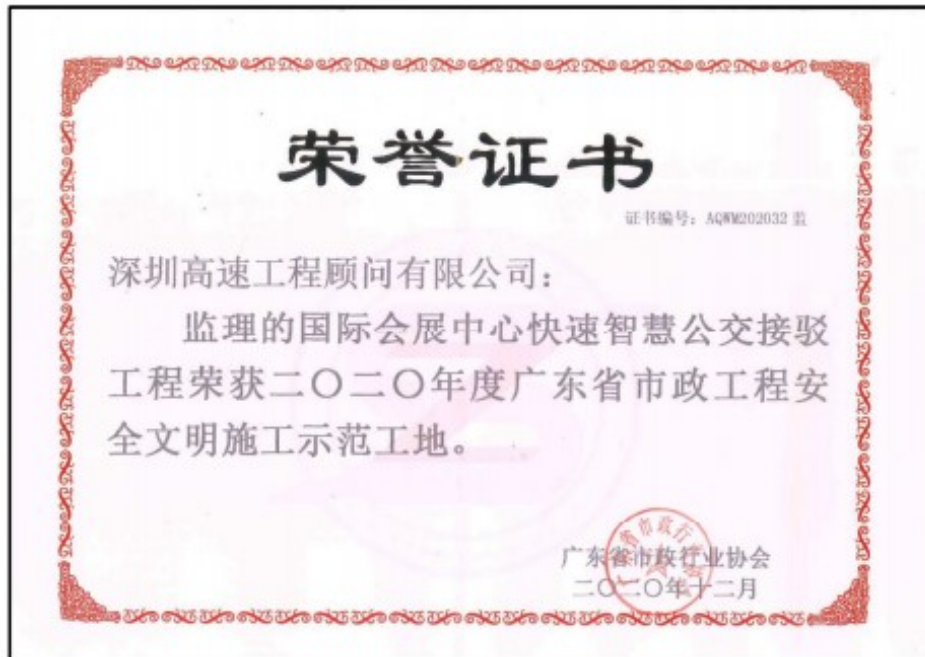 荣誉证书
证书编号：AQWM202032 监
深圳高速工程顾问有限公司：
监理的国际会展中心快速智慧公交接驳
工程荣获二〇二〇年度广东省市政工程安
全文明施工示范工地。
广东省市政行业协会
二〇二〇年十二月